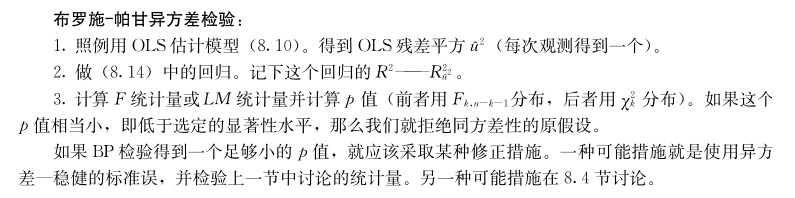 布罗施-帕甘异方差检验：
1. 照例用 OLS 估计模型（8.10）。得到 OLS 残差平方 û²（每次观测得到一个）。
2. 做（8.14）中的回归。记下这个回归的 R²——R²û²。
3. 计算 F 统计量或 LM 统计量并计算 p 值（前者用 Fk,n−k−1分布，后者用 χ²k 分布）。如果这个
p 值相当小，即低于选定的显著性水平，那么我们就拒绝同方差性的原假设。
如果 BP 检验得到一个足够小的 p 值，就应该采取某种修正措施。一种可能措施就是使用异方
差—稳健的标准误，并检验上一节中讨论的统计量。另一种可能措施在 8.4 节讨论。